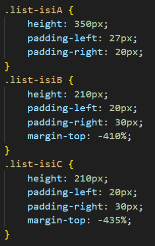 .list-isiA {
height: 350px;
padding-left: 27px;
padding-right: 20px;
}
.list-isiB {
height: 210px;
padding-left: 20px;
padding-right: 30px;
margin-top: -410%;
}
.list-isiC {
height: 210px;
padding-left: 20px;
padding-right: 30px;
margin-top: -435%;
}